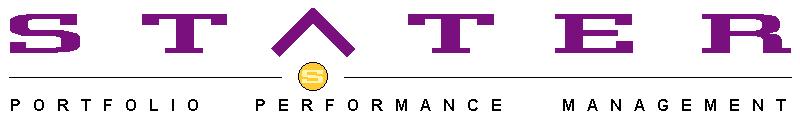 STATER
S
PORTFOLIO PERFORMANCE MANAGEMENT